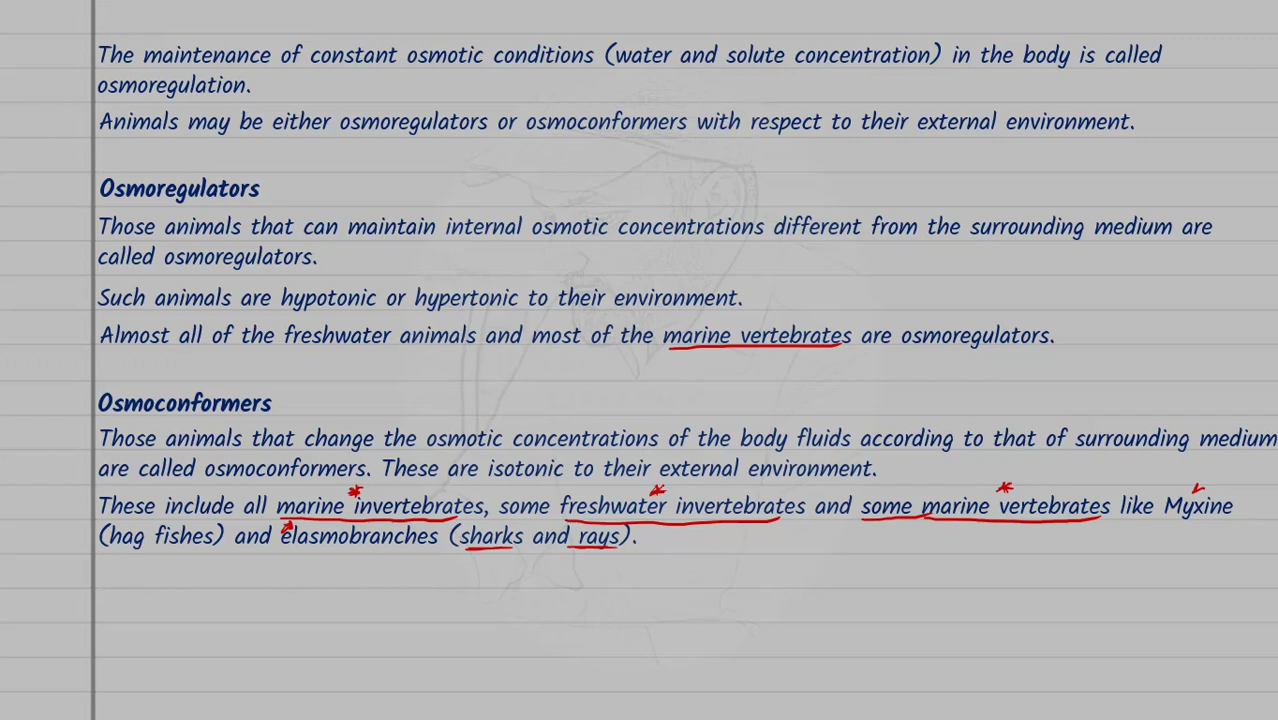 The maintenance of constant osmotic conditions (water and solute concentration) in the body is called
osmoregulation.
Animals may be either osmoregulators or osmoconformers with respect to their external environment.
Osmoregulators
Those animals that can maintain internal osmotic concentrations different from the surrounding medium are
called osmoregulators.
Such animals are hypotonic or hypertonic to their environment.
Almost all of the freshwater animals and most of the marine vertebrates are osmoregulators.
Osmoconformers
Those animals that change the osmotic concentrations of the body fluids according to that of surrounding medium
are called osmoconformers. These are isotonic to their external environment.
These include all marine invertebrates, some freshwater invertebrates and some marine vertebrates like Myxine
(hag fishes) and elasmobranches (sharks and rays).